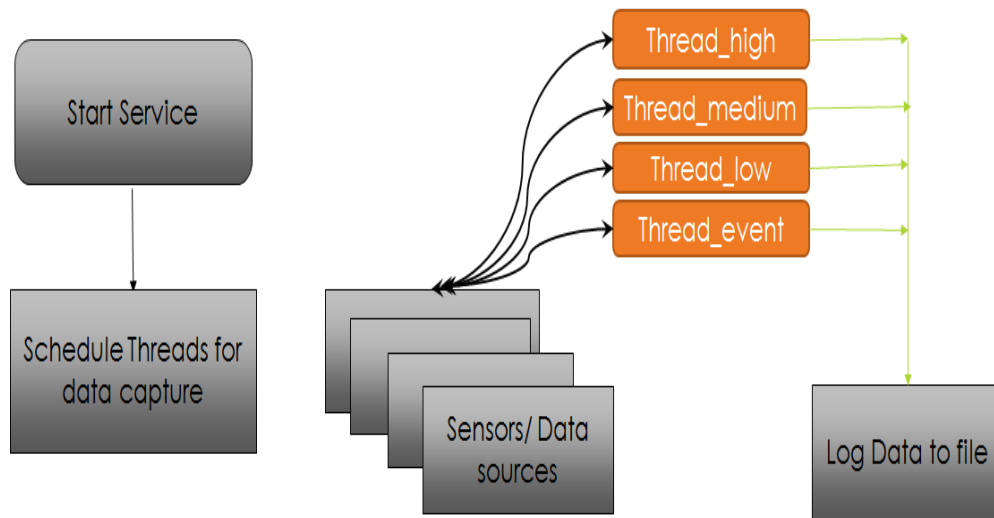 Start Service
Schedule Threads for
data capture
Thread_high
Thread_medium
Thread_low
Thread_event
Sensors/ Data
sources
Log Data to file